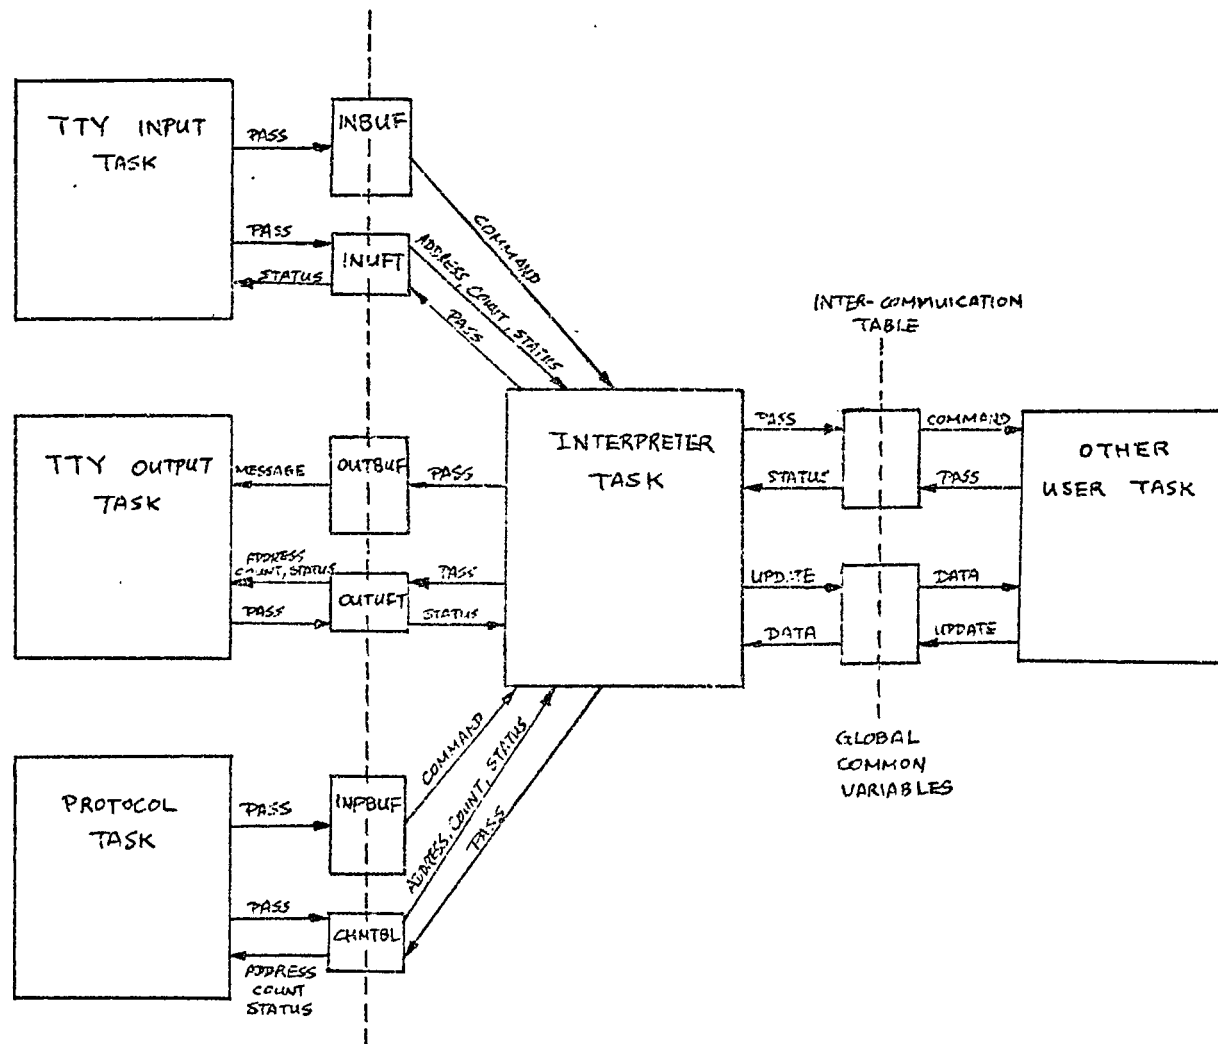 TTY INPUT
TASK
PASS
INBUF
PASS
STATUS
INUFT
COMMAND
ADDRESS, COUNT, STATUS
PASS
TTY OUTPUT
TASK
MESSAGE
OUTBUF
PASS
ADDRESS
COUNT, STATUS
PASS
OUTUFT
PASS
STATUS
INTERPRETER
TASK
INTER-COMMUICATION
TABLE
PASS
STATUS
COMMAND
PASS
OTHER
USER TASK
UPDATE
DATA
DATA
UPDATE
GLOBAL
COMMON
VARIABLES
PROTOCOL
TASK
PASS
INPBUF
COMMAND
ADDRESS, COUNT, STATUS
PASS
PASS
CHNTBL
ADDRESS
COUNT
STATUS